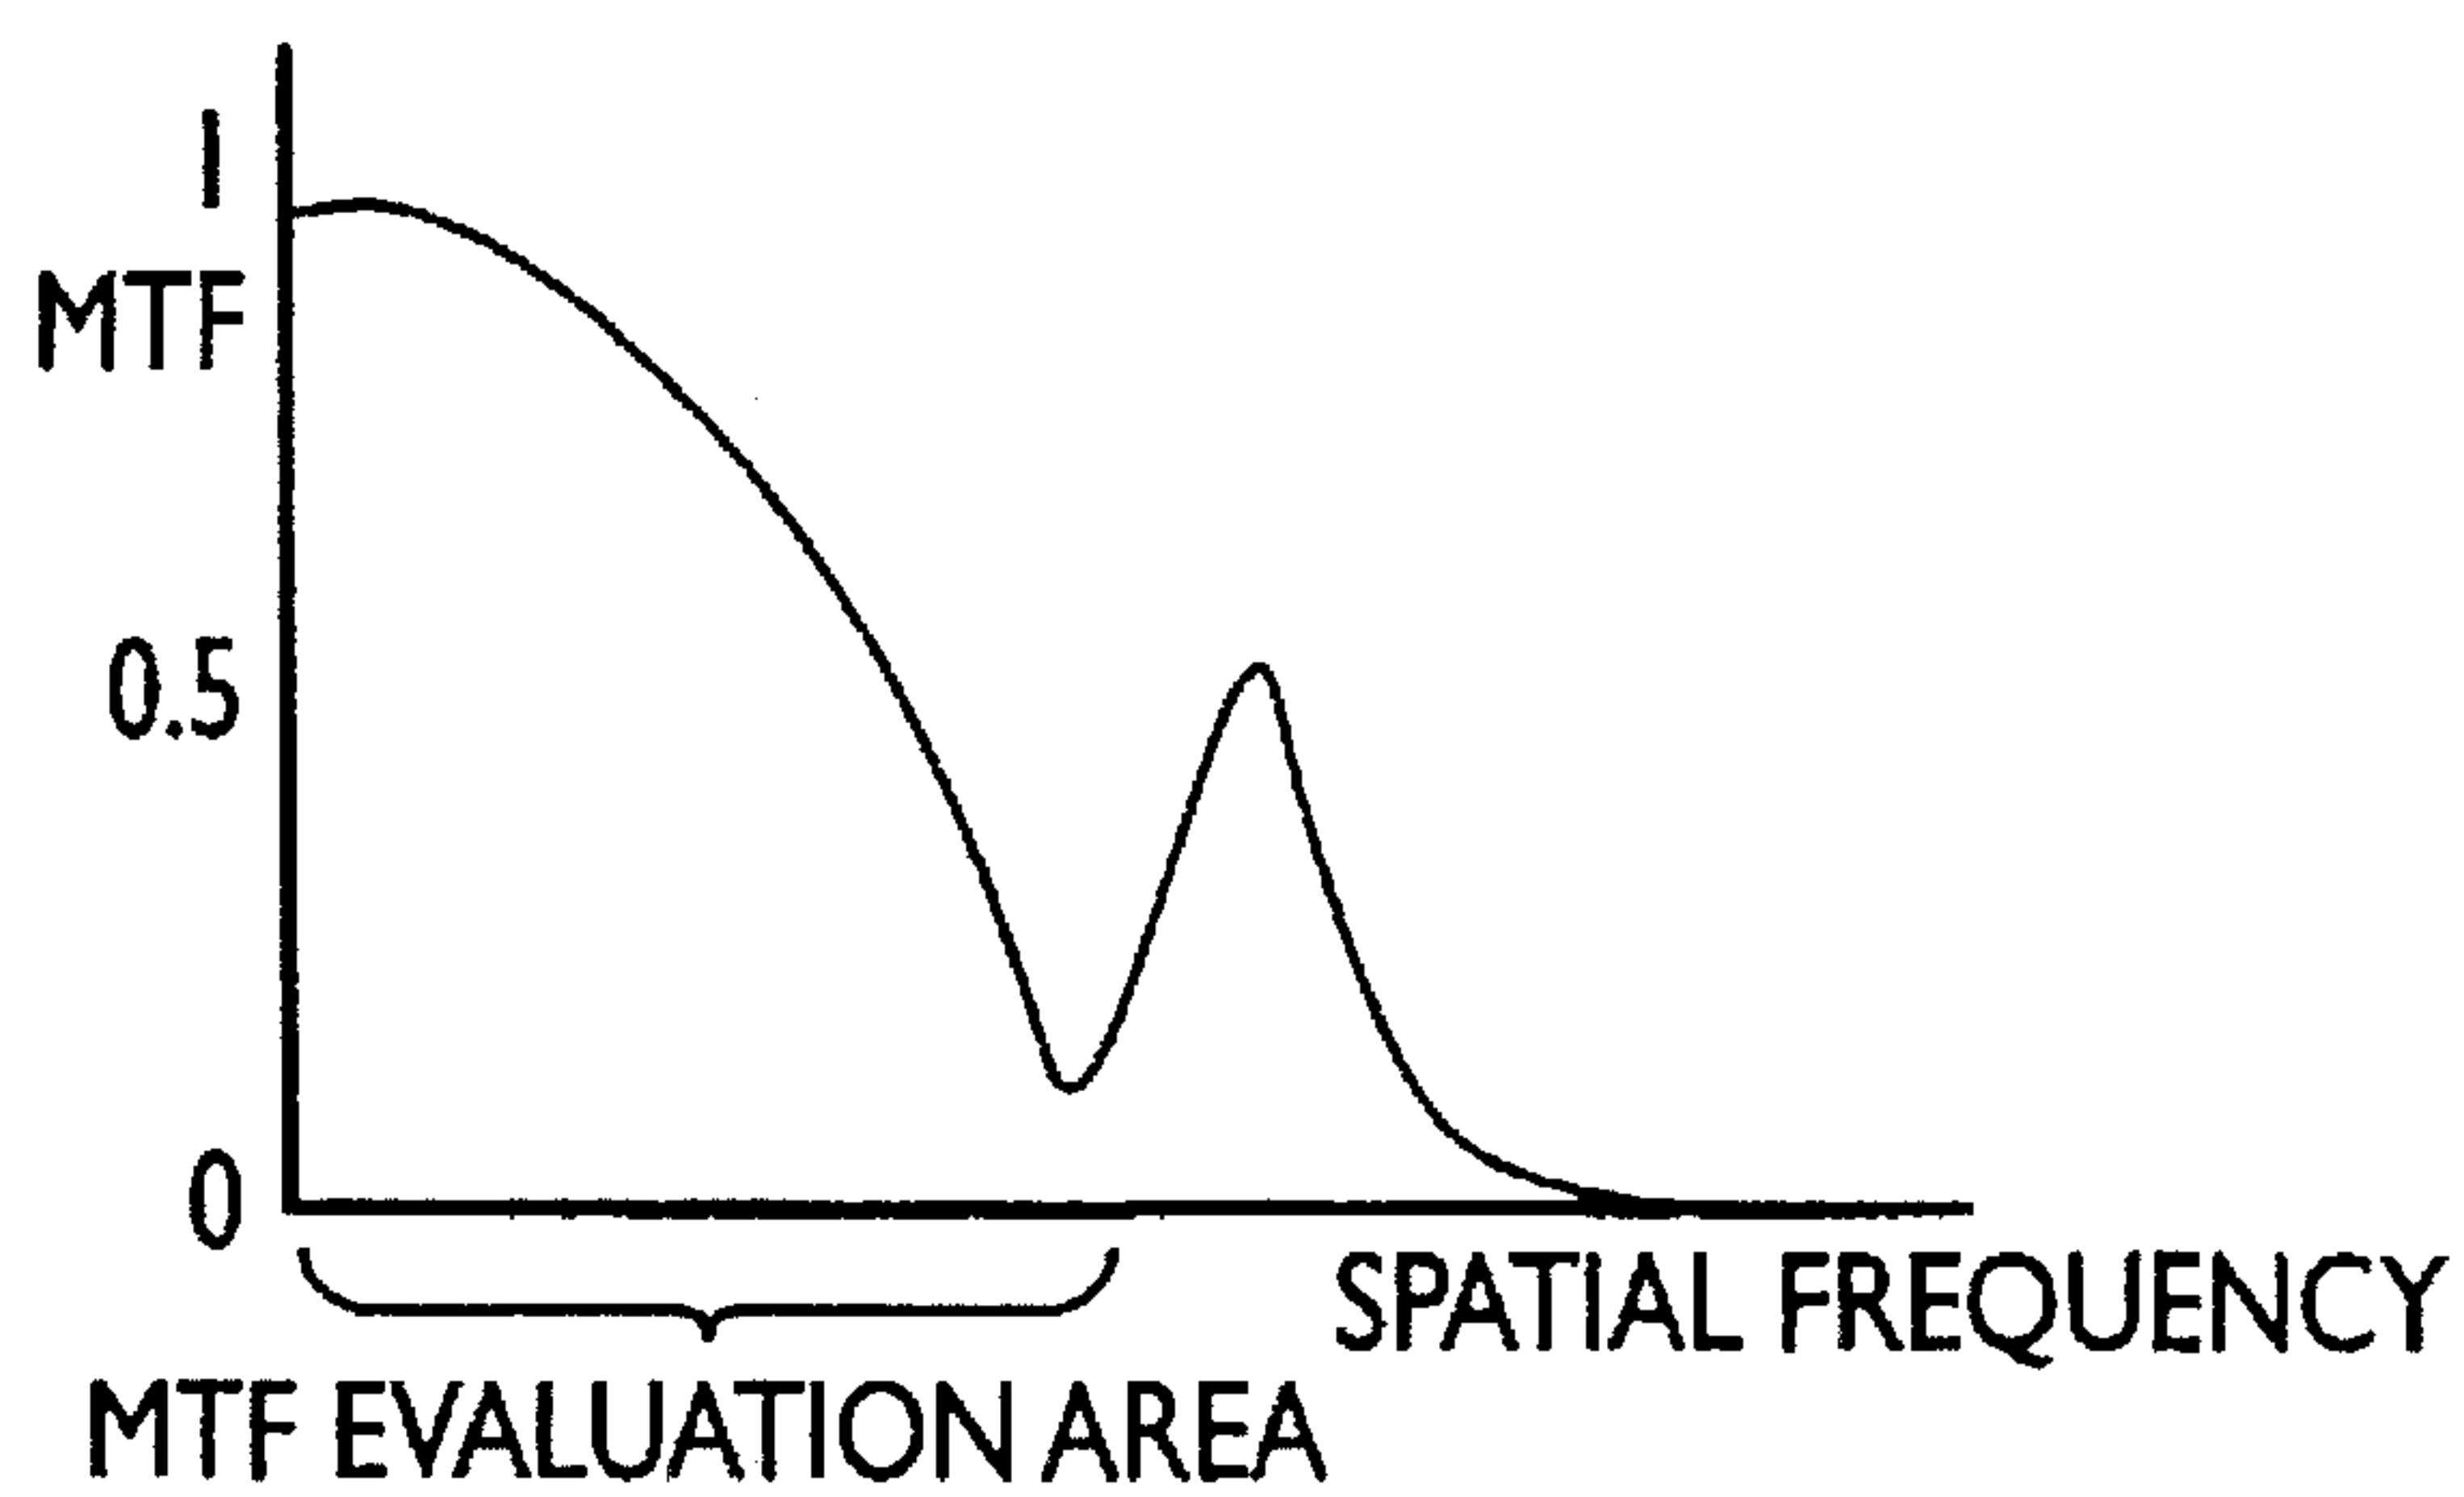 1
MTF
0.5
0
SPATIAL FREQUENCY
MTF EVALUATION AREA